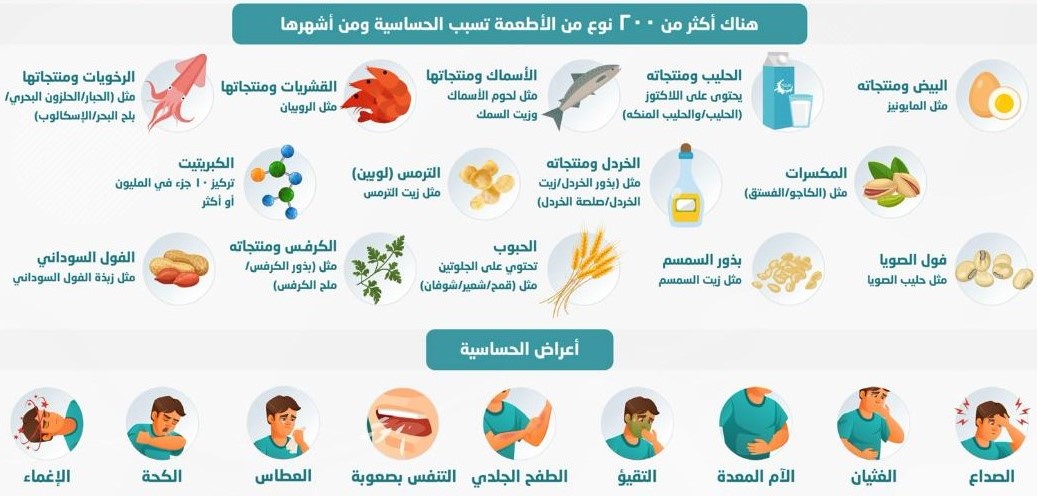 هناك أكثر من ٢٠٠ نوع من الأطعمة تسبب الحساسية ومن أشهرها
البيض ومنتجاته
مثل المايونيز
الحليب ومنتجاته
يحتوى على اللاكتوز
(الحليب/والحليب المنكه)
الأسماك ومنتجاتها
مثل لحوم الأسماك
وزيت السمك
القشريات ومنتجاتها
مثل الروبيان
الرخويات ومنتجاتها
مثل (الحبار/الحلزون البحري/
بلح البحر/الإسكالوب)
المكسرات
مثل (الكاجو/الفستق)
الخردل ومنتجاته
مثل (بذور الخردل/زيت
الخردل/صلصة الخردل)
الترمس (لوبين)
مثل زيت الترمس
الكبريتيت
تركيز ١٠ جزء في المليون
أو أكثر
فول الصويا
مثل حليب الصويا
بذور السمسم
مثل زيت السمسم
الحبوب
تحتوي على الجلوتين
مثل (قمح/شعير/شوفان)
الكرفس ومنتجاته
مثل (بذور الكرفس/
ملح الكرفس)
الفول السوداني
مثل زبدة الفول السوداني
أعراض الحساسية
الصداع
الغثيان
الآم المعدة
التقيؤ
الطفح الجلدي
التنفس بصعوبة
العطاس
الكحة
الإغماء